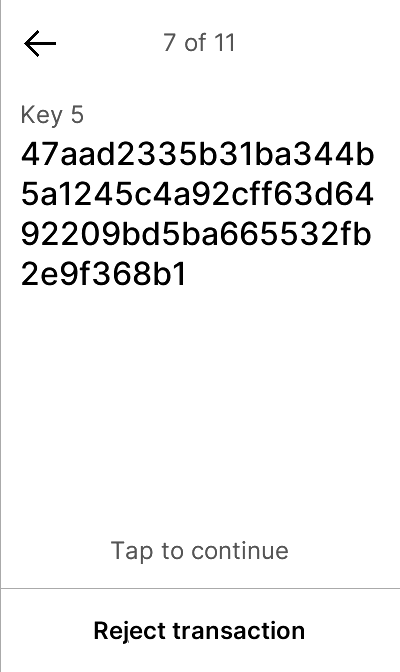 7 of 11
Key 5
47aad2335b31ba344b
5a1245c4a92cff63d64
92209bd5ba665532fb
2e9f368b1
Tap to continue
Reject transaction